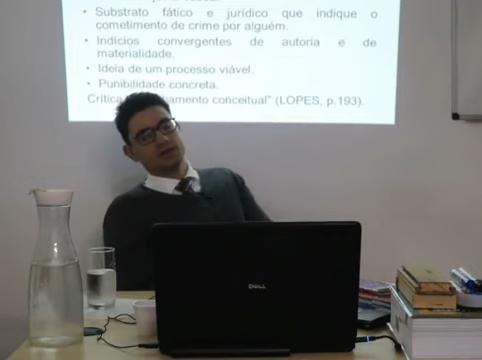 • Substrato fático e jurídico que indique o
cometimento de crime por alguém.
• Indícios convergentes de autoria e de
materialidade.
• Ideia de um processo viável.
• Punibilidade concreta.
Crítica conceitual" (LOPES, p.193).
DELL